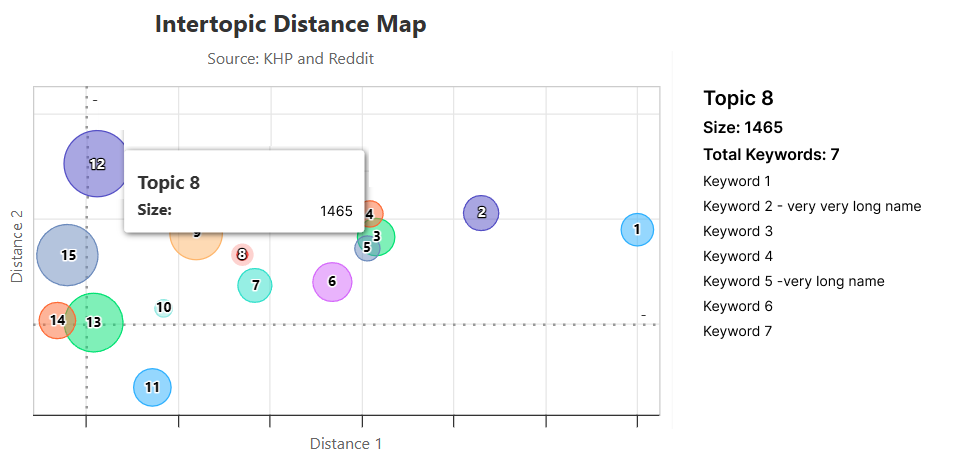 Intertopic Distance Map
Source: KHP and Reddit
-
12
Topic 8
Size: 1465
4
2
1
3
9
5
15
8
6
7
10
14
13
-
11
Distance 2
Distance 1
Topic 8
Size: 1465
Total Keywords: 7
Keyword 1
Keyword 2 - very very long name
Keyword 3
Keyword 4
Keyword 5 -very long name
Keyword 6
Keyword 7